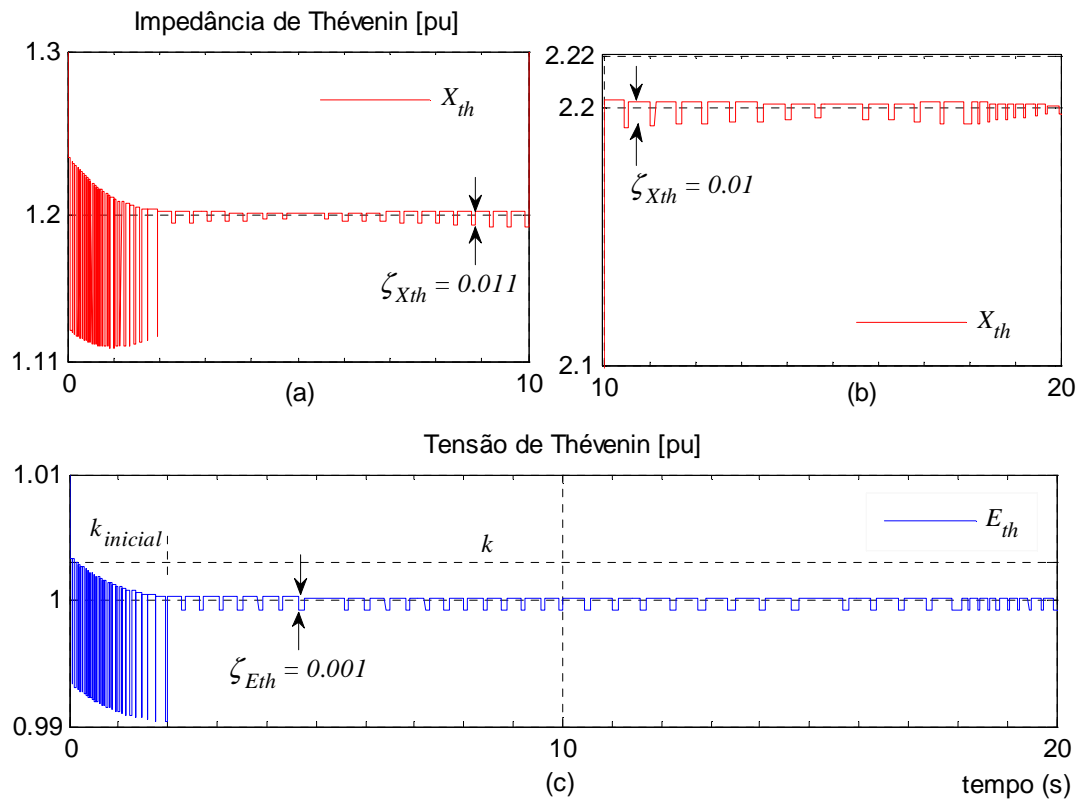 Impedância de Thévenin [pu]
1.3
X_th
1.2
ζ_Xth = 0.011
1.11
0
10
(a)
2.22
2.2
ζ_Xth = 0.01
X_th
2.1
10
20
(b)
Tensão de Thévenin [pu]
1.01
k_inicial
k
E_th
1
ζ_Eth = 0.001
0.99
0
10
20
(c)
tempo (s)